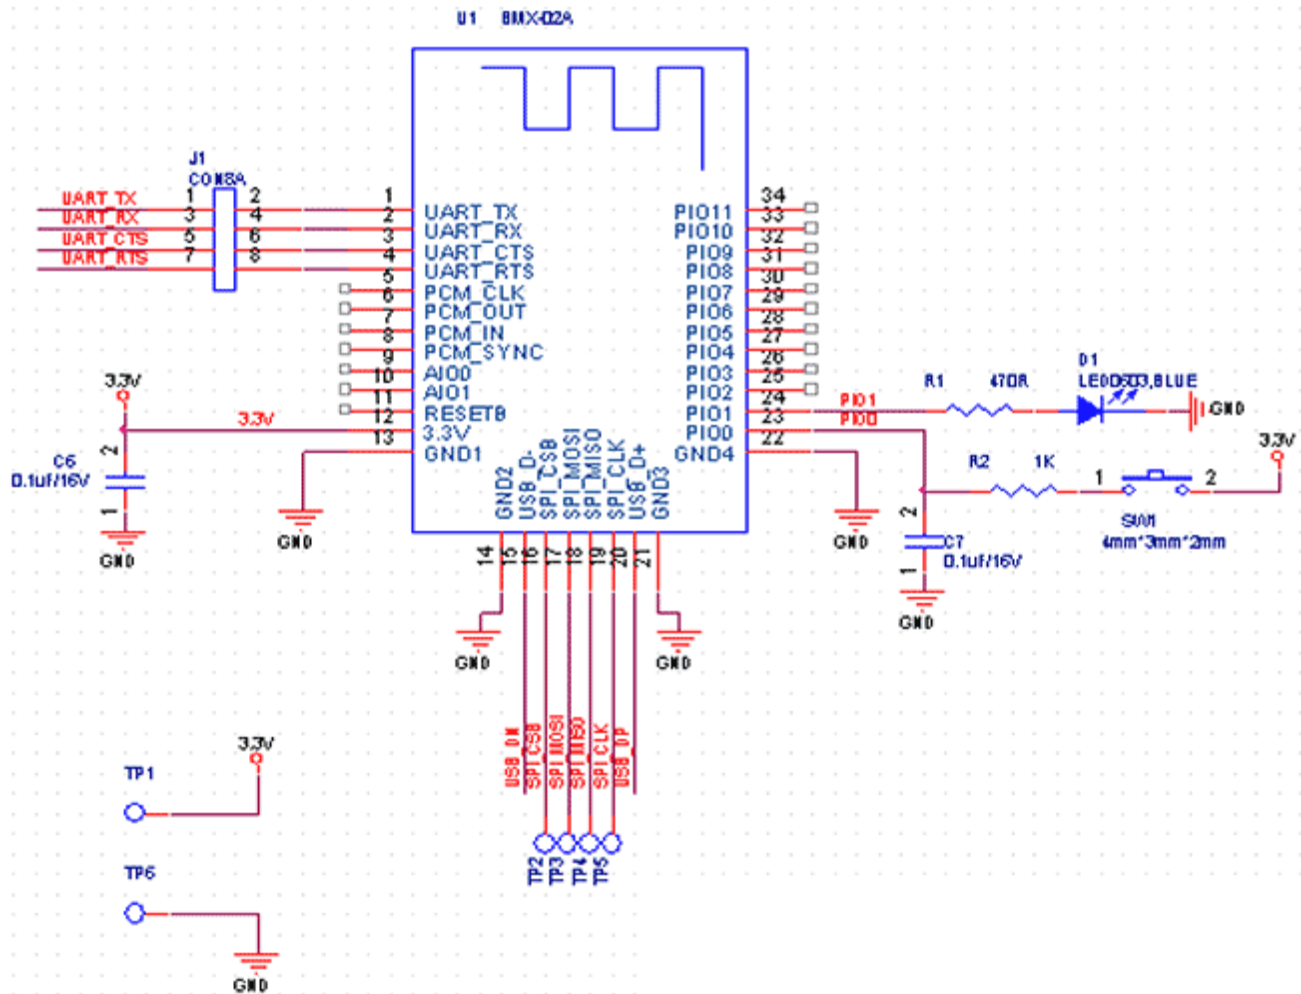 U1 BMX-02A
J1
CON8A
UART_TX 1 2 1 UART_TX
UART_RX 3 4 2 UART_RX
UART_CTS 5 6 3 UART_CTS
UART_RTS 7 8 4 UART_RTS
5 PCM_CLK
6 PCM_OUT
7 PCM_IN
8 PCM_SYNC
9 AIO0
10 AIO1
11 RESETB
3.3V 12 3.3V
13 GND1
34 PIO11
33 PIO10
32 PIO9
31 PIO8
30 PIO7
29 PIO6
28 PIO5
27 PIO4
26 PIO3
25 PIO2
24 PIO1
23 PIO0
22 GND4
PIO1 R1 470R
PIO0
D1
LED0603,BLUE
GND
3.3V
R2 1K 1 2
4mm*3mm*2mm
2
C7
0.1uF/16V
1
GND
GND
3.3V
2
C6
0.1uF/16V
1
GND
GND
GND2 USB_D- SPI_CSB SPI_MOSI SPI_MISO SPI_CLK USB_D+ GND3
14 15 16 17 18 19 20 21
GND GND
USB_DN SPI_CSB SPI_MOSI SPI_MISO SPI_CLK USB_DP
TP2 TP3 TP4 TP5
TP1 3.3V
TP6
GND